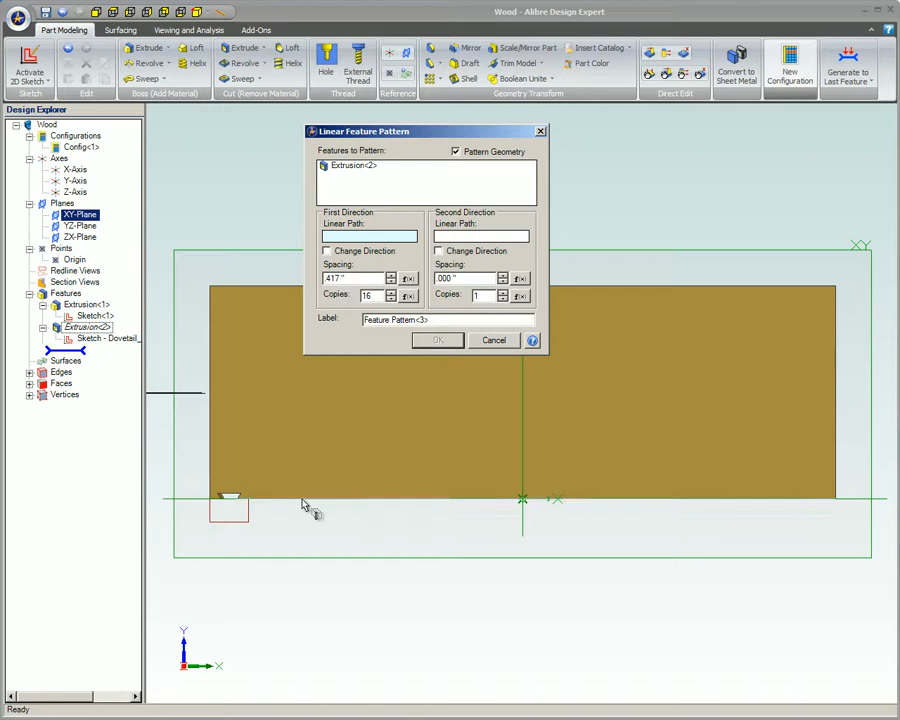 Wood - Alibre Design Expert
Part Modeling Surfacing Viewing and Analysis Add-Ons
Activate 2D Sketch
Extrude Loft
Revolve Helix
Sweep
Extrude Loft
Revolve Helix
Sweep
Hole
External Thread
Mirror Scale/Mirror Part Insert Catalog
Draft Trim Model Part Color
Shell Boolean Unite
Convert to Sheet Metal
New Configuration
Generate to Last Feature
Sketch Edit Boss (Add Material) Cut (Remove Material) Thread Reference Geometry Transform Direct Edit
Design Explorer
Wood
Configurations
Config<1>
Axes
X-Axis
Y-Axis
Z-Axis
Planes
XY-Plane
YZ-Plane
ZX-Plane
Points
Origin
Redline Views
Section Views
Features
Extrusion<1>
Sketch<1>
Extrusion<2>
Sketch - Dovetail_
Surfaces
Edges
Faces
Vertices
Linear Feature Pattern
Features to Pattern: Pattern Geometry
Extrusion<2>
First Direction Second Direction
Linear Path: Linear Path:
Change Direction Change Direction
Spacing: Spacing:
.417 " f(x) .000 " f(x)
Copies: 16 f(x) Copies: 1 f(x)
Label: Feature Pattern<3>
OK Cancel ?
XY
X
Y
X
Ready